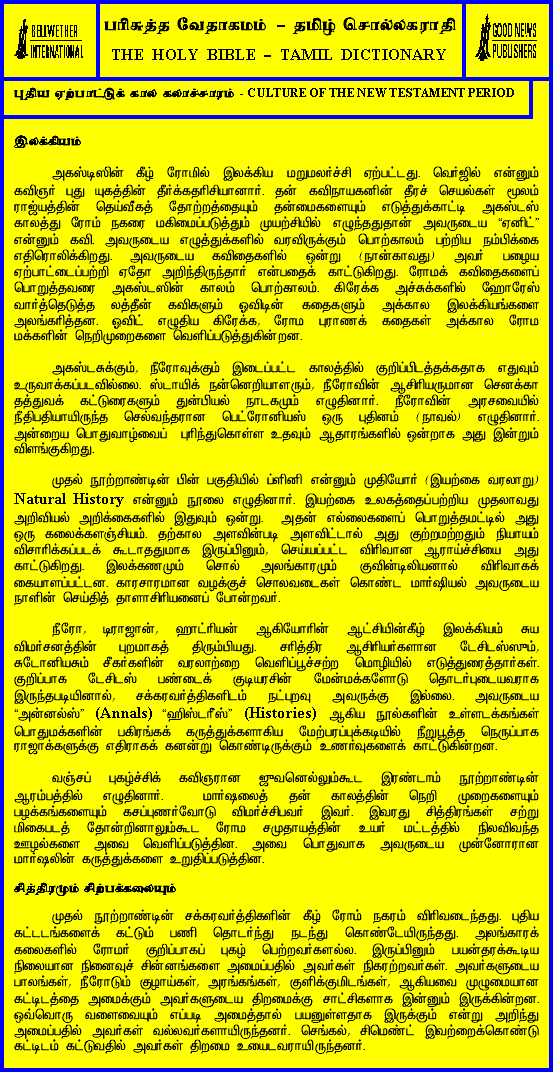 BELLWETHER
INTERNATIONAL
பரிசுத்த வேதாகமம் – தமிழ் சொல்லகராதி
THE HOLY BIBLE – TAMIL DICTIONARY
GOOD NEWS
PUBLISHERS
புதிய ஏற்பாட்டுக் கால கலாச்சாரம் - CULTURE OF THE NEW TESTAMENT PERIOD
இலக்கியம்
அகஸ்டஸின் கீழ் ரோமில் இலக்கிய மறுமலர்ச்சி ஏற்பட்டது. வெர்ஜில் என்னும்
கவிஞர் புது யுகத்தின் தீர்க்கதரிசியானார். தன் கவிநாயகனின் தீரச் செயல்கள் மூலம்
ராஜ்யத்தின் தெய்வீகத் தோற்றத்தையும் தன்மைகளையும் எடுத்துக்காட்டி அகஸ்டஸ்
காலத்து ரோம் நகரை மகிமைப்படுத்தும் முயற்சியில் எழுந்ததுதான் அவருடைய “ஏனிட்”
என்னும் கவி. அவருடைய எழுத்துக்களில் வரவிருக்கும் பொற்காலம் பற்றிய நம்பிக்கை
எதிரொலிக்கிறது. அவருடைய கவிதைகளில் ஒன்று (நான்காவது) அவர் பழைய
ஏற்பாட்டைப்பற்றி ஏதோ அறிந்திருந்தார் என்பதைக் காட்டுகிறது. ரோமக் கவிதைகளைப்
பொறுத்தவரை அகஸ்டஸின் காலம் பொற்காலம். கிரேக்க அச்சுக்களில் ஹோரேஸ்
வார்த்தெடுத்த லத்தீன் கவிகளும் ஓவிடின் கதைகளும் அக்கால இலக்கியங்களை
அலங்கரித்தன. ஓவிட் எழுதிய கிரேக்க, ரோம புராணக் கதைகள் அக்கால ரோம
மக்களின் நெறிமுறைகளை வெளிப்படுத்துகின்றன.
அகஸ்டசுக்கும், நீரோவுக்கும் இடைப்பட்ட காலத்தில் குறிப்பிடத்தக்கதாக எதுவும்
உருவாக்கப்படவில்லை. ஸ்டாயிக் நன்னெறியாளரும், நீரோவின் ஆசிரியருமான செனக்கா
தத்துவக் கட்டுரைகளும் துன்பியல் நாடகமும் எழுதினார். நீரோவின் அரசவையில்
நீதிபதியாயிருந்த செல்வந்தரான பெட்ரோனியஸ் ஒரு புதினம் (நாவல்) எழுதினார்.
அன்றைய பொதுவாழ்வைப் புரிந்துகொள்ள உதவும் ஆதாரங்களில் ஒன்றாக அது இன்றும்
விளங்குகிறது.
முதல் நூற்றாண்டின் பின் பகுதியில் ப்ளினி என்னும் முதியோர் (இயற்கை வரலாறு)
Natural History என்னும் நூலை எழுதினார். இயற்கை உலகத்தைப்பற்றிய முதலாவது
அறிவியல் அறிக்கைகளில் இதுவும் ஒன்று. அதன் எல்லைகளைப் பொறுத்தமட்டில் அது
ஒரு கலைக்களஞ்சியம். தற்கால அளவின்படி அளவிட்டால் அது குற்றமற்றதும் நியாயம்
விசாரிக்கப்படக் கூடாததுமாக இருப்பினும், செய்யப்பட்ட விரிவான ஆராய்ச்சியை அது
காட்டுகிறது. இலக்கணமும் சொல் அலங்காரமும் குவின்டிலியனால் விரிவாகக்
கையாளப்பட்டன. காரசாரமான வழக்குச் சொலவடைகள் கொண்ட மார்ஷியல் அவருடைய
நாளின் செய்தித் தாளாசிரியனைப் போன்றவர்.
நீரோ, டிராஜான், ஹாட்ரியன் ஆகியோரின் ஆட்சியின்கீழ் இலக்கியம் சுய
விமர்சனத்தின் புறமாகத் திரும்பியது. சரித்திர ஆசிரியர்களான டேசிடஸ்ஸும்,
சுடோனியசும் சீசர்களின் வரலாற்றை வெளிப்பூச்சற்ற மொழியில் எடுத்துரைத்தார்கள்.
குறிப்பாக டேசிடஸ் பண்டைக் குடியரசின் மேன்மக்களோடு தொடர்புடையவராக
இருந்தபடியினால், சக்கரவர்த்திகளிடம் நட்புறவு அவருக்கு இல்லை. அவருடைய
“அன்னல்ஸ்” (Annals) “ஹிஸ்டரீஸ்” (Histories) ஆகிய நூல்களின் உள்ளடக்கங்கள்
பொதுமக்களின் பகிரங்கக் கருத்துக்களாகிய மேற்பரப்புக்கடியில் நீறுபூத்த நெருப்பாக
ராஜாக்களுக்கு எதிராகக் கனன்று கொண்டிருக்கும் உணர்வுகளைக் காட்டுகின்றன.
வஞ்சப் புகழ்ச்சிக் கவிஞரான ஜுவனெல்லும்கூட இரண்டாம் நூற்றாண்டின்
ஆரம்பத்தில் எழுதினார். மார்ஷலைத் தன் காலத்தின் நெறி முறைகளையும்
பழக்கங்களையும் கசப்புணர்வோடு விமர்ச்சிபவர் இவர். இவரது சித்திரங்கள் சற்று
மிகைபடத் தோன்றினாலும்கூட ரோம சமுதாயத்தின் உயர் மட்டத்தில் நிலவிவந்த
ஊழல்களை அவை வெளிப்படுத்தின. அவை பொதுவாக அவருடைய முன்னோரான
மார்ஷலின் கருத்துக்களை உறுதிப்படுத்தின.
சித்திரமும் சிற்பக்கலையும்
முதல் நூற்றாண்டின் சக்கரவர்த்திகளின் கீழ் ரோம் நகரம் விரிவடைந்தது. புதிய
கட்டடங்களைக் கட்டும் பணி தொடர்ந்து நடந்து கொண்டேயிருந்தது. அலங்காரக்
கலைகளில் ரோமர் குறிப்பாகப் புகழ் பெற்றவர்களல்ல. இருப்பினும் பயன்தரக்கூடிய
நிலையான நினைவுச் சின்னங்களை அமைப்பதில் அவர்கள் நிகரற்றவர்கள். அவர்களுடைய
பாலங்கள், நீரோடும் குழாய்கள், அரங்கங்கள், குளிக்குமிடங்கள், ஆகியவை முழுமையான
கட்டிடத்தை அமைக்கும் அவர்களுடைய திறமைக்கு சாட்சிகளாக இன்னும் இருக்கின்றன.
ஒவ்வொரு வளைவையும் எப்படி அமைத்தால் பயனுள்ளதாக இருக்கும் என்று அறிந்து
அமைப்பதில் அவர்கள் வல்லவர்களாயிருந்தனர். செங்கல், சிமெண்ட் இவற்றைக்கொண்டு
கட்டிடம் கட்டுவதில் அவர்கள் திறமை உடையவராயிருந்தனர்.